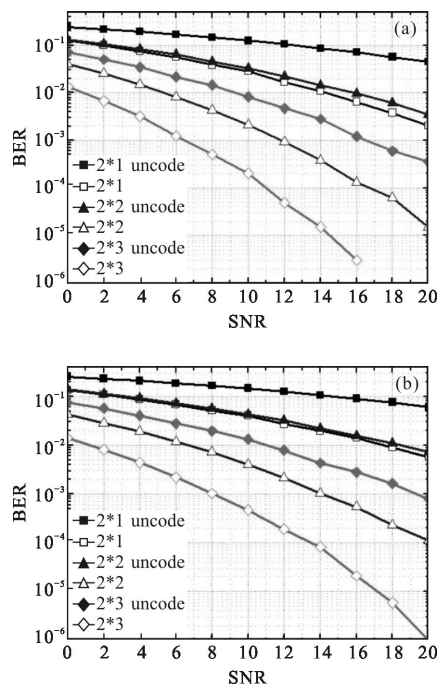 (a)
10^-1
10^-2
10^-3
10^-4
10^-5
10^-6
BER
2*1 uncode
2*1
2*2 uncode
2*2
2*3 uncode
2*3
0 2 4 6 8 10 12 14 16 18 20
SNR
(b)
10^-1
10^-2
10^-3
10^-4
10^-5
10^-6
BER
2*1 uncode
2*1
2*2 uncode
2*2
2*3 uncode
2*3
0 2 4 6 8 10 12 14 16 18 20
SNR